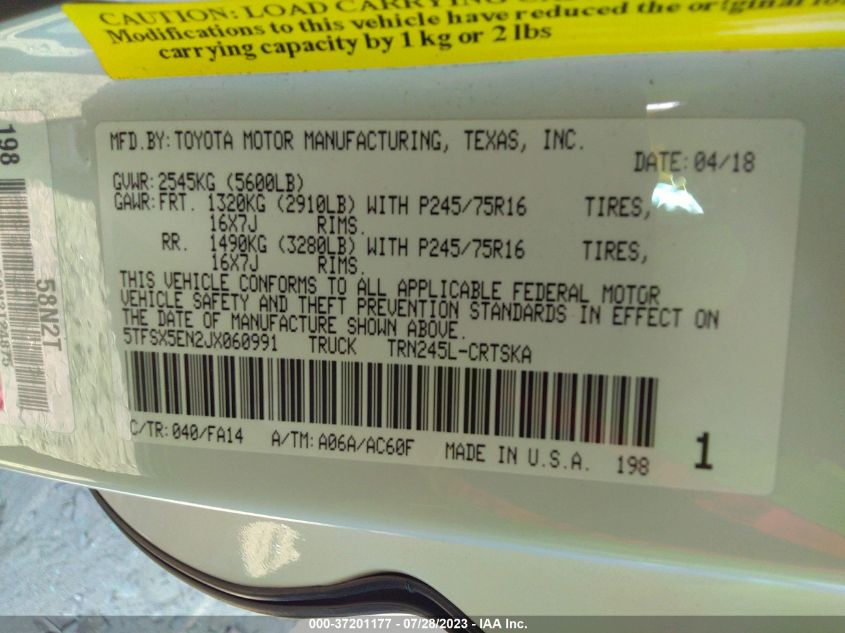 CAUTION: LOAD CARRYING
Modifications to this vehicle have reduced the original
carrying capacity by 1 kg or 2 lbs
198
58N2T
MFD.BY:TOYOTA MOTOR MANUFACTURING, TEXAS, INC.
DATE:04/18
GVWR:2545KG (5600LB)
GAWR:FRT. 1320KG (2910LB) WITH P245/75R16 TIRES,
16X7J RIMS.
RR. 1490KG (3280LB) WITH P245/75R16 TIRES,
16X7J RIMS.
THIS VEHICLE CONFORMS TO ALL APPLICABLE FEDERAL MOTOR
VEHICLE SAFETY AND THEFT PREVENTION STANDARDS IN EFFECT ON
THE DATE OF MANUFACTURE SHOWN ABOVE.
5TFSX5EN2JX060991 TRUCK TRN245L-CRTSKA
C/TR:040/FA14 A/TM:A06A/AC60F MADE IN U.S.A. 198 1
000-37201177 - 07/28/2023 - © IAA Inc.